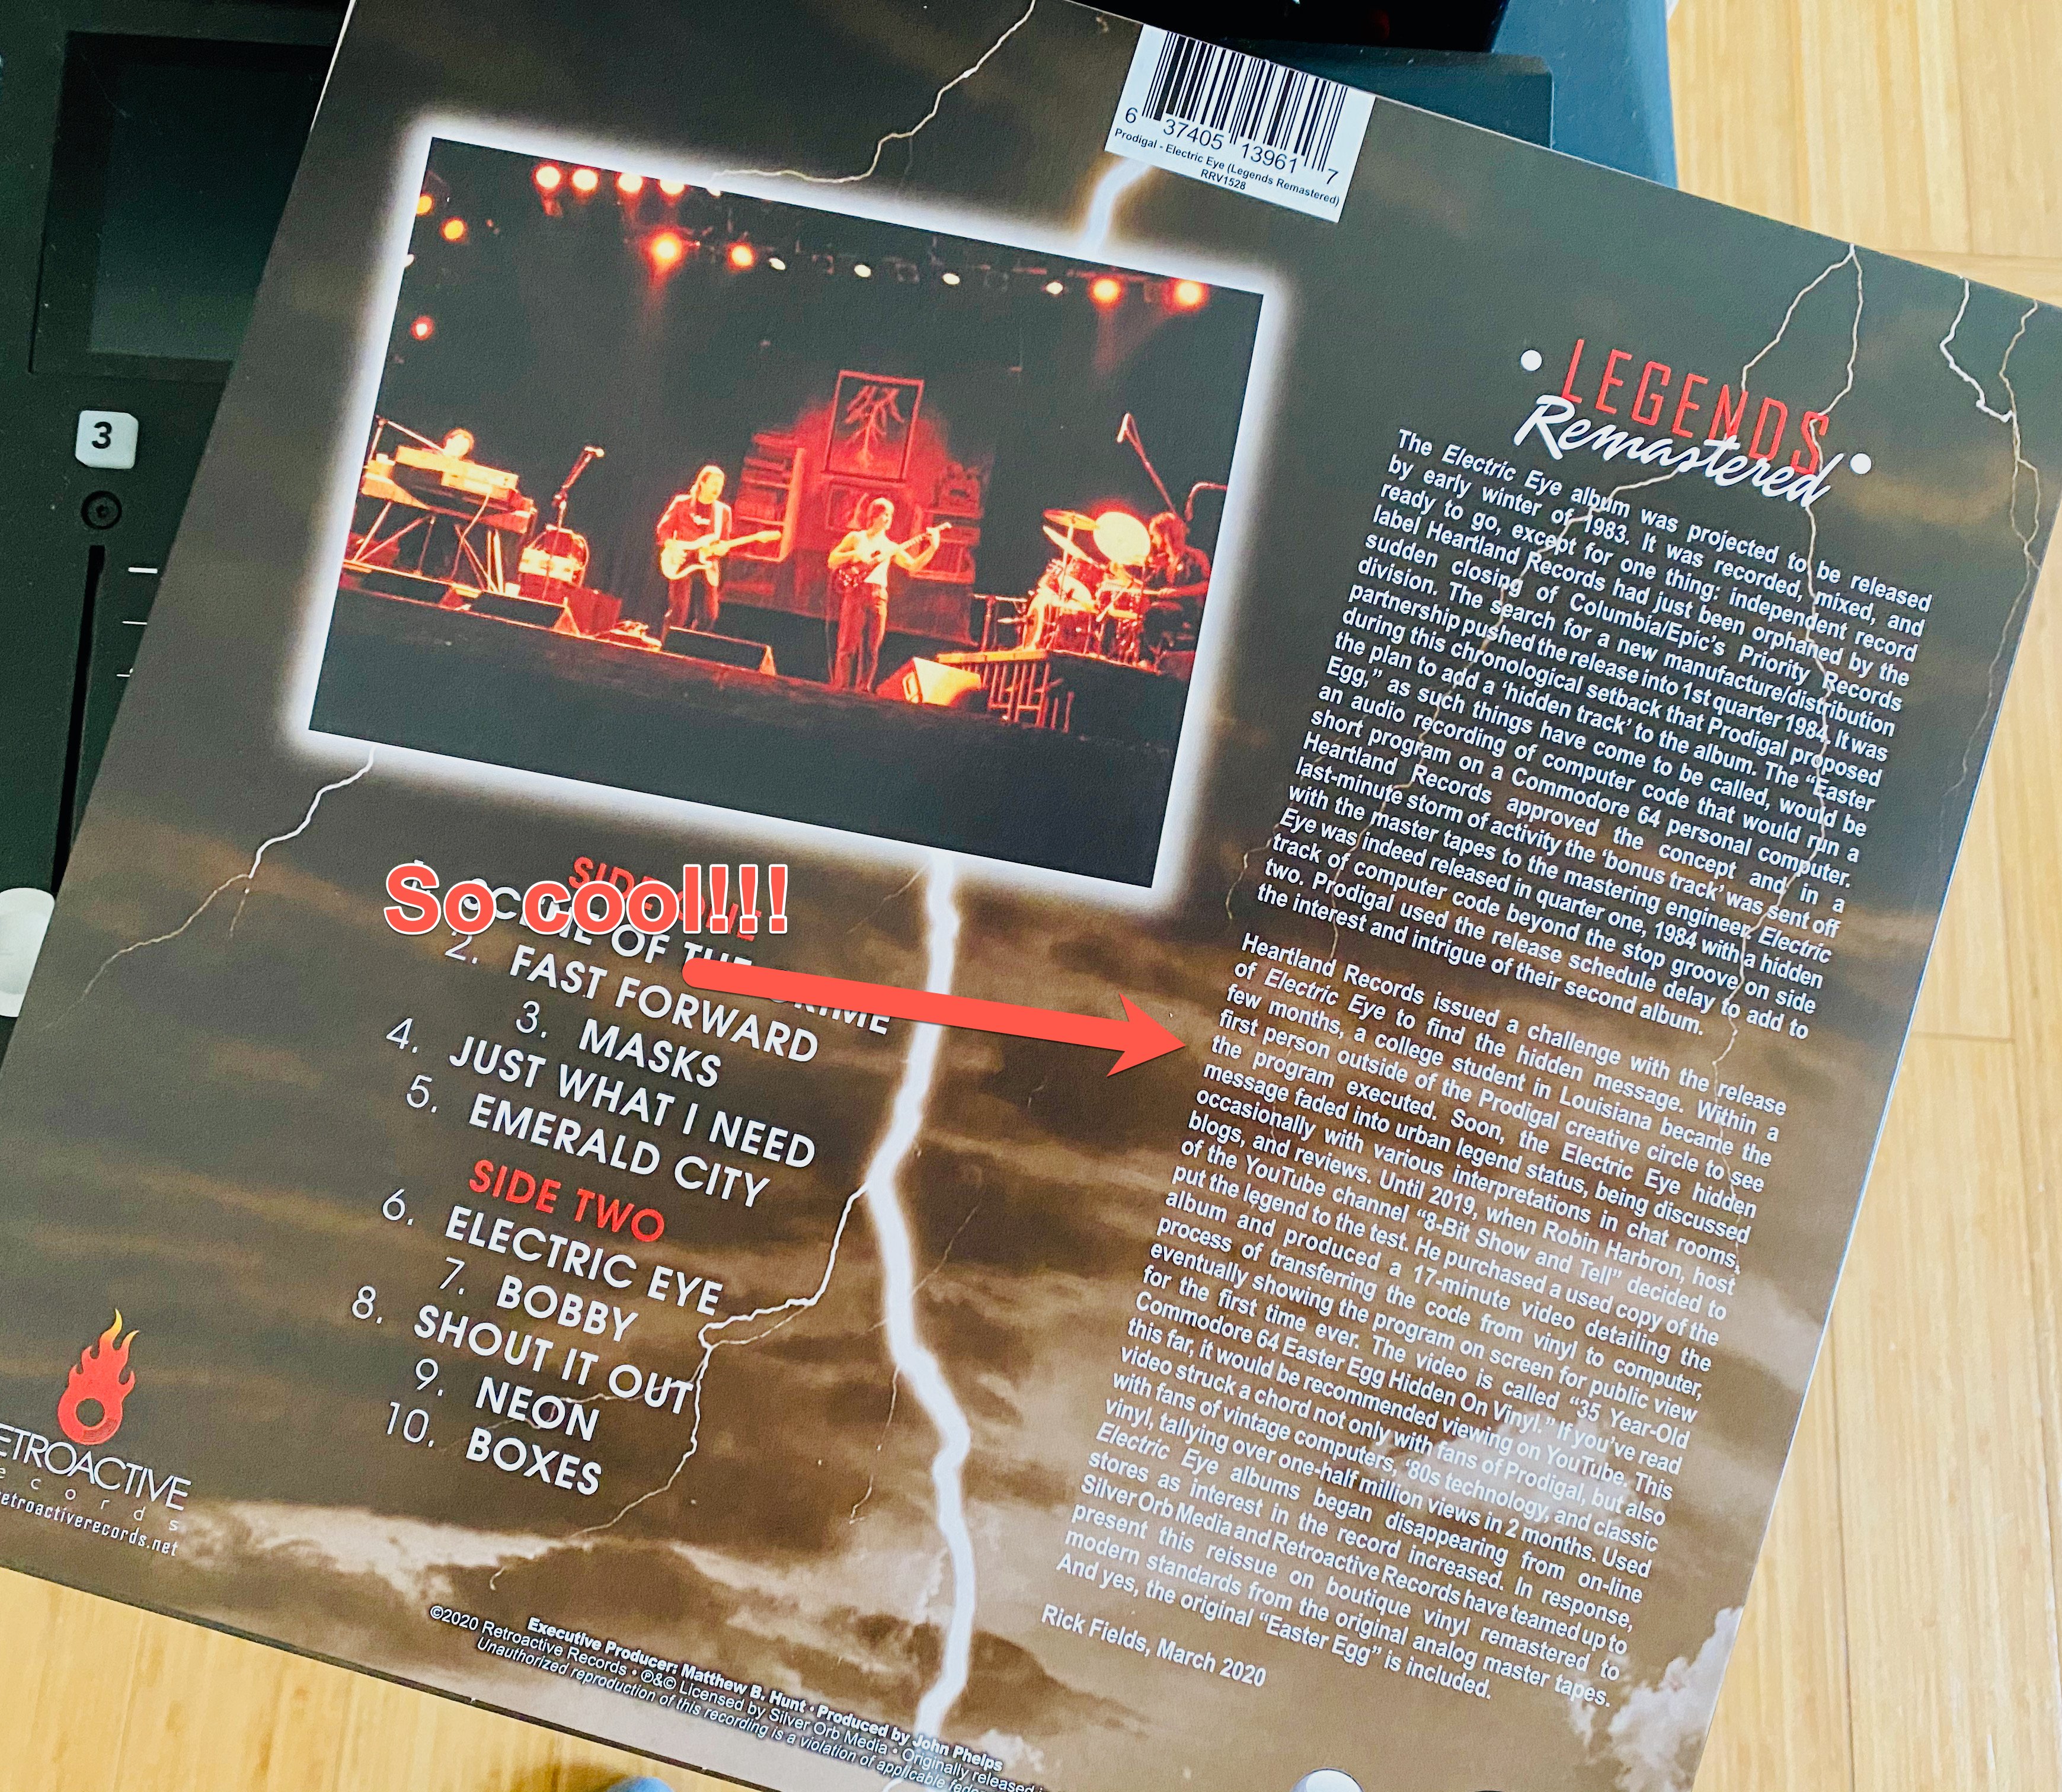 6 37405 13961 7
Prodigal - Electric Eye (Legends Remastered)
RRV1528
3
LEGENDS
Remastered
The Electric Eye album was projected to be released
by early winter of 1983. It was recorded, mixed, and
ready to go, except for one thing: independent record
label Heartland Records had just been orphaned by the
sudden closing of Columbia/Epic's Priority Records
division. The search for a new manufacture/distribution
partnership pushed the release into 1st quarter 1984. It was
during this chronological setback that Prodigal proposed
the plan to add a 'hidden track' to the album. The "Easter
Egg," as such things have come to be called, would be
an audio recording of computer code that would run a
short program on a Commodore 64 personal computer.
Heartland Records approved the concept and in a
last-minute storm of activity the 'bonus track' was sent off
with the master tapes to the mastering engineer. Electric
Eye was indeed released in quarter one, 1984 with a hidden
track of computer code beyond the stop groove on side
two. Prodigal used the release schedule delay to add to
the interest and intrigue of their second album.
Heartland Records issued a challenge with the release
of Electric Eye to find the hidden message. Within a
few months, a college student in Louisiana became the
first person outside of the Prodigal creative circle to see
the program executed. Soon, the Electric Eye hidden
message faded into urban legend status, being discussed
occasionally with various interpretations in chat rooms,
blogs, and reviews. Until 2019, when Robin Harbron, host
of the YouTube channel "8-Bit Show and Tell" decided to
put the legend to the test. He purchased a used copy of the
album and produced a 17-minute video detailing the
process of transferring the code from vinyl to computer,
eventually showing the program on screen for public view
for the first time ever. The video is called "35 Year-Old
Commodore 64 Easter Egg Hidden On Vinyl." If you've read
this far, it would be recommended viewing on YouTube. This
video struck a chord not only with fans of Prodigal, but also
with fans of vintage computers, '80s technology, and classic
vinyl, tallying over one-half million views in 2 months. Used
Electric Eye albums began disappearing from on-line
stores as interest in the record increased. In response,
Silver Orb Media and Retroactive Records have teamed up to
present this reissue on boutique vinyl remastered to
modern standards from the original analog master tapes.
And yes, the original "Easter Egg" is included.
Rick Fields, March 2020
So cool!!!
SIDE ONE
SCENE OF THE CRIME
2. FAST FORWARD
3. MASKS
4. JUST WHAT I NEED
5. EMERALD CITY
SIDE TWO
6. ELECTRIC EYE
7. BOBBY
8. SHOUT IT OUT
9. NEON
10. BOXES
ETROACTIVE
ecords
etroactiverecords.net
Executive Producer: Matthew B. Hunt • Produced by John Phelps
©2020 Retroactive Records • ℗&© Licensed by Silver Orb Media • Originally released
Unauthorized reproduction of this recording is a violation of applicable